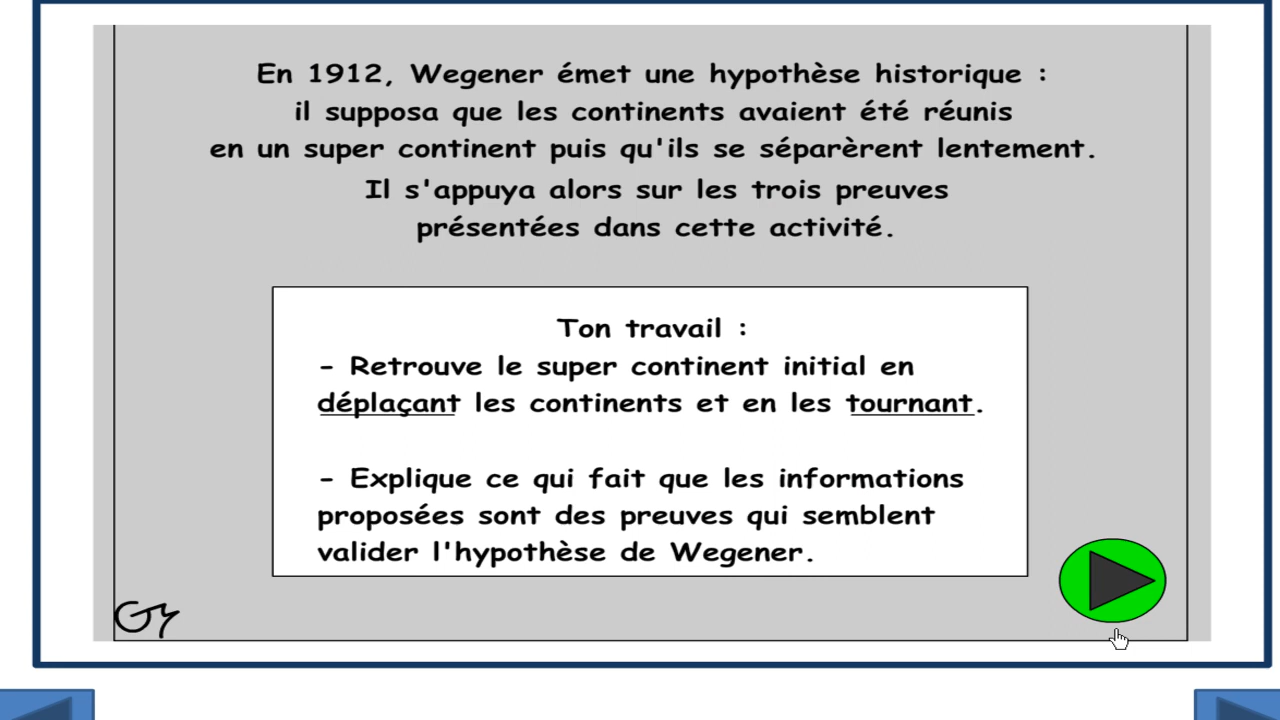 En 1912, Wegener émet une hypothèse historique :
il supposa que les continents avaient été réunis
en un super continent puis qu'ils se séparèrent lentement.
Il s'appuya alors sur les trois preuves
présentées dans cette activité.
Ton travail :
- Retrouve le super continent initial en
déplaçant les continents et en les tournant.
- Explique ce qui fait que les informations
proposées sont des preuves qui semblent
valider l'hypothèse de Wegener.